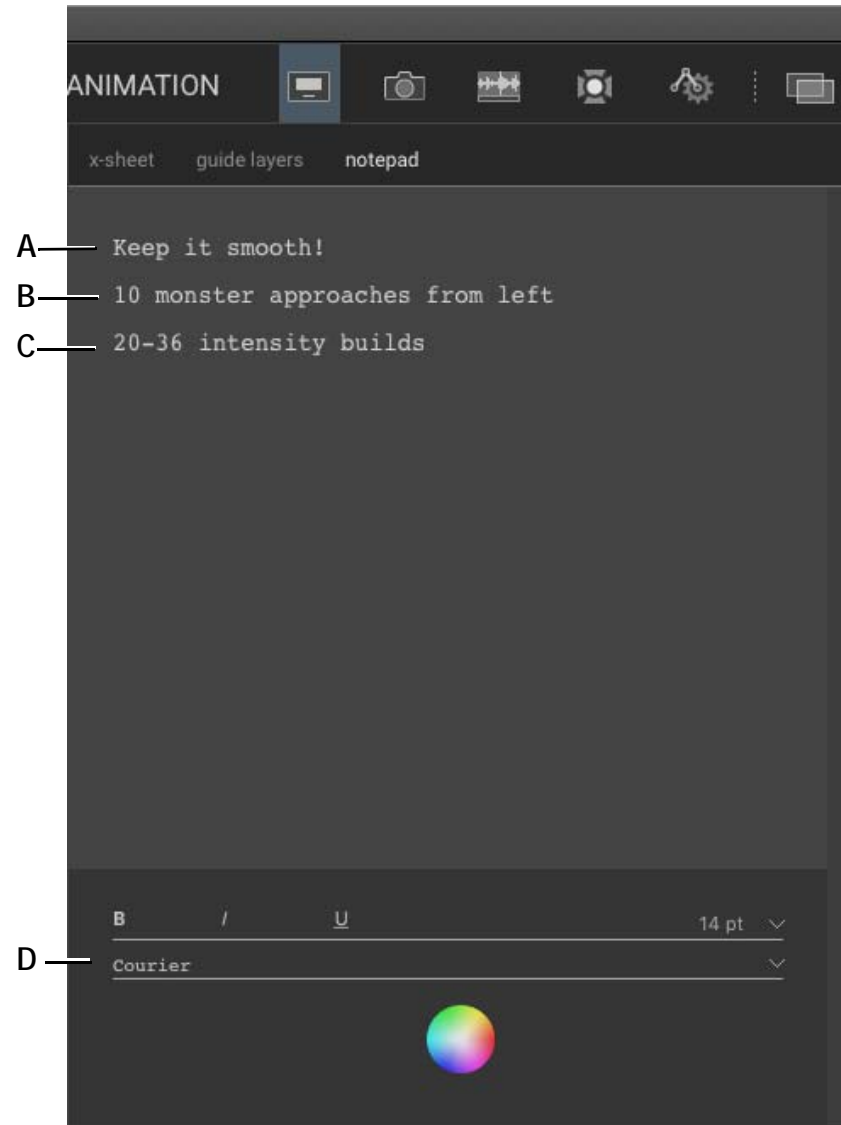 ANIMATION
x-sheet guide layers notepad
A Keep it smooth!
B 10 monster approaches from left
C 20-36 intensity builds
B I U 14 pt
D Courier